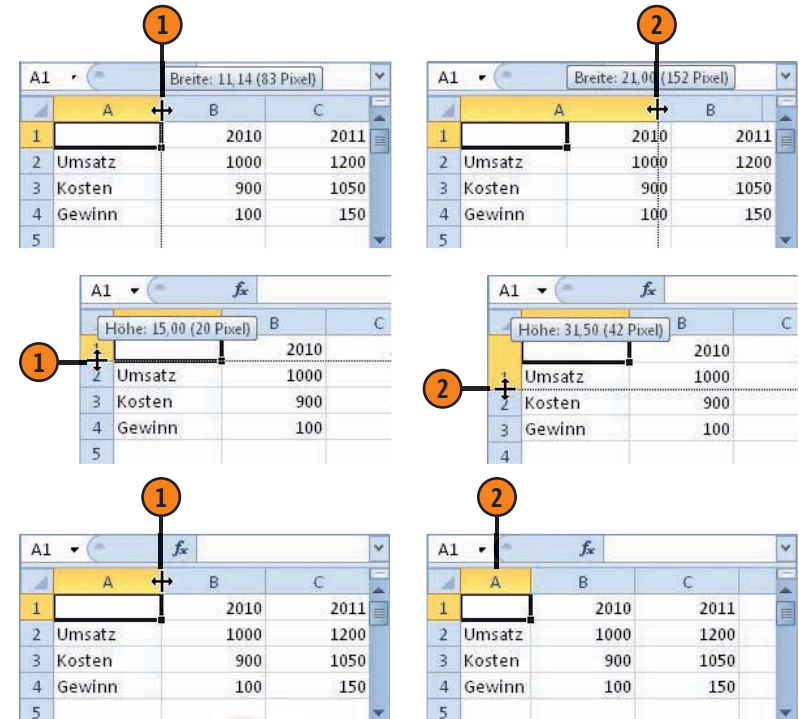 1
A1 Breite: 11,14 (83 Pixel)
A B C
1 2010 2011
2 Umsatz 1000 1200
3 Kosten 900 1050
4 Gewinn 100 150
5
2
A1 Breite: 21,00 (152 Pixel)
A B
1 2010 2011
2 Umsatz 1000 1200
3 Kosten 900 1050
4 Gewinn 100 150
5
A1 fx
Höhe: 15,00 (20 Pixel) B C
1 1 2010
2 Umsatz 1000
3 Kosten 900
4 Gewinn 100
5
A1 fx
Höhe: 31,50 (42 Pixel) B C
2010
1 Umsatz 1000
2
2 Kosten 900
3 Gewinn 100
4
1
A1 fx
A B C
1 2010 2011
2 Umsatz 1000 1200
3 Kosten 900 1050
4 Gewinn 100 150
5
2
A1 fx
A B C
1 2010 2011
2 Umsatz 1000 1200
3 Kosten 900 1050
4 Gewinn 100 150
5